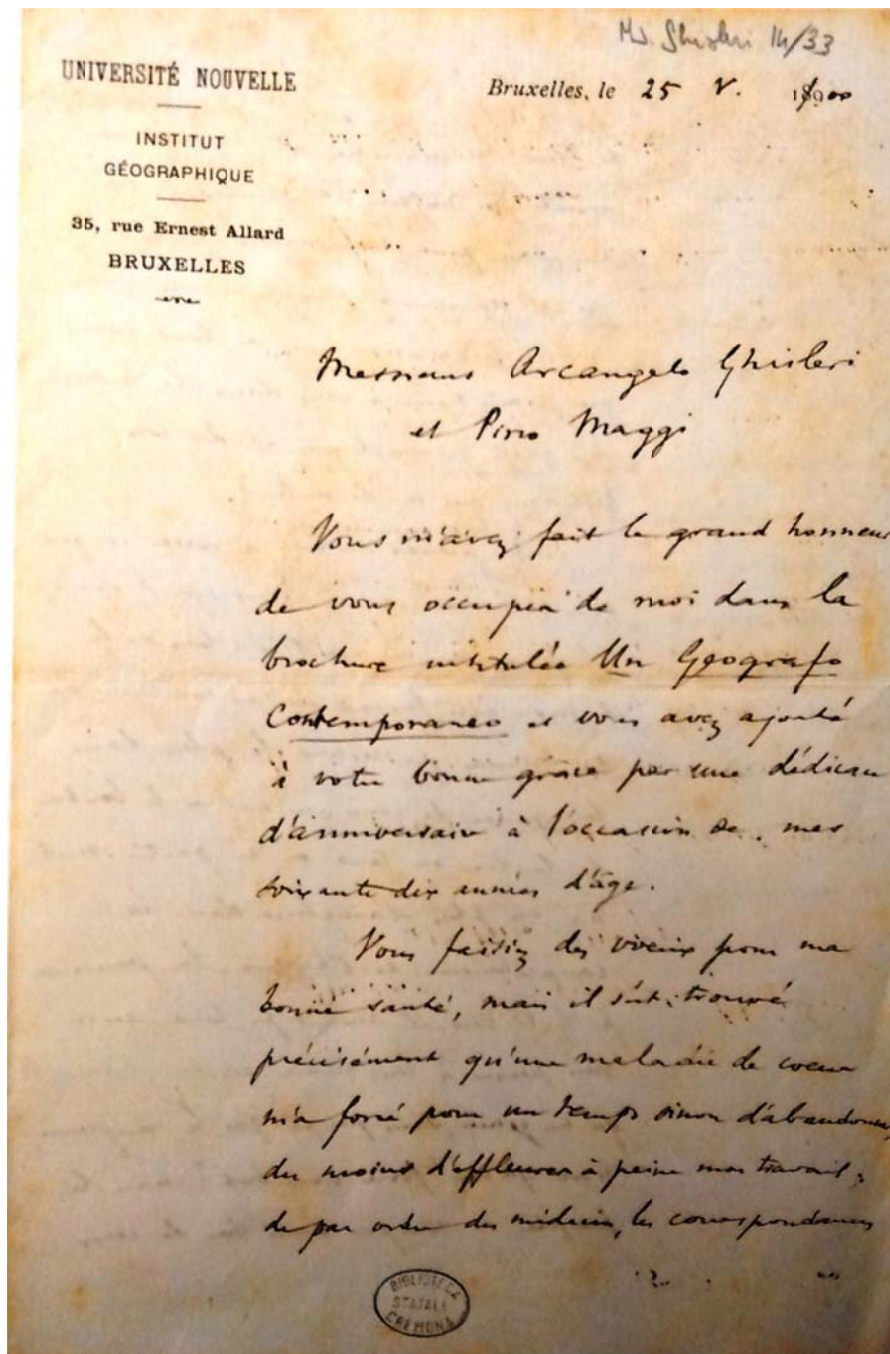 Ms. Ghisleri 14/33
UNIVERSITÉ NOUVELLE
INSTITUT
GÉOGRAPHIQUE
35, rue Ernest Allard
BRUXELLES
Bruxelles, le 25 V. 1900
Messieurs Arcangelo Ghisleri
et Pirro Maggi
Vous m'avez fait le grand honneur
de vous occuper de moi dans la
brochure intitulée Un Geografo
Contemporaneo et vous avez ajouté
à votre bonne grâce par une dédicace
d'anniversaire à l'occasion de mes
soixante dix années d'âge.
Vous faisiez des voeux pour ma
bonne santé, mais il s'est trouvé
précisément qu'une maladie de coeur
m'a forcé pour un temps sinon d'abandonner,
du moins d'effleurer à peine mon travail ;
de par ordre du médecin, les correspondances
BIBLIOTECA
STATALE
CREMONA